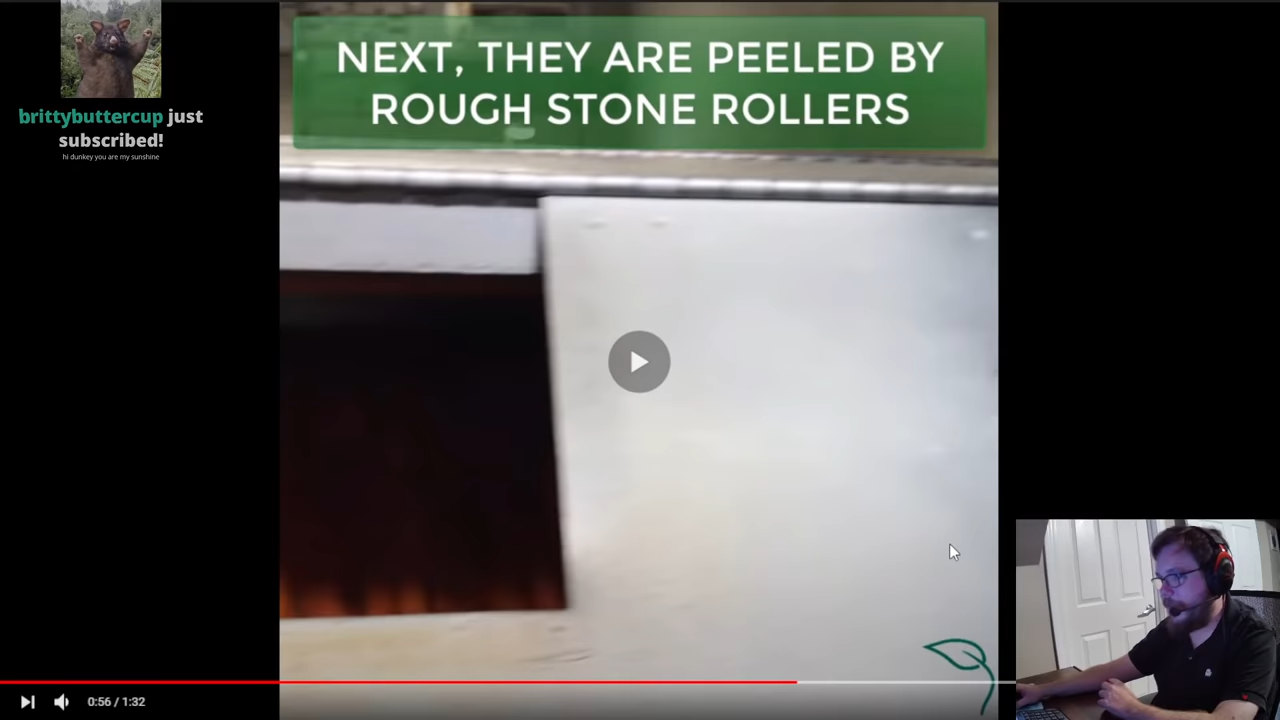 NEXT, THEY ARE PEELED BY
ROUGH STONE ROLLERS
brittybuttercup just
subscribed!
hi dunkey you are my sunshine
0:56 / 1:32